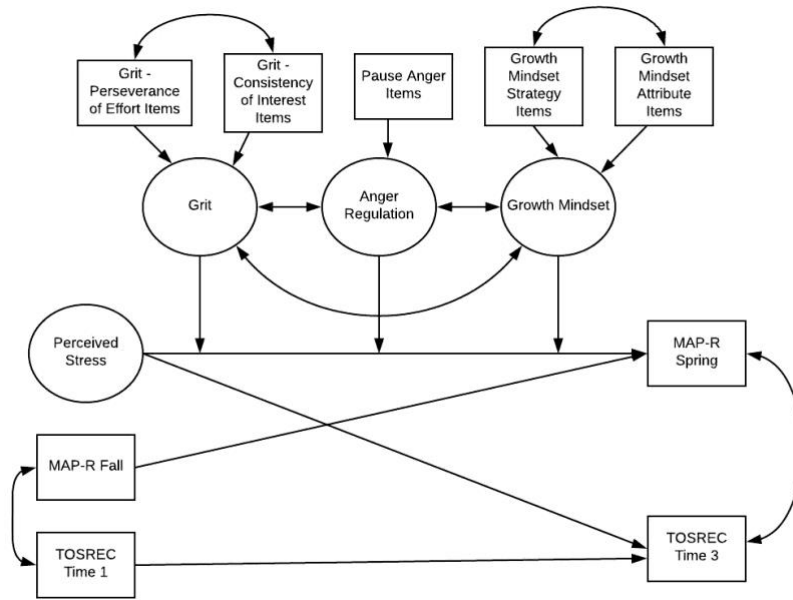 Grit -
Perseverance
of Effort Items
Grit -
Consistency
of Interest
Items
Pause Anger
Items
Growth
Mindset
Strategy
Items
Growth
Mindset
Attribute
Items
Grit
Anger
Regulation
Growth Mindset
Perceived
Stress
MAP-R
Spring
MAP-R Fall
TOSREC
Time 1
TOSREC
Time 3